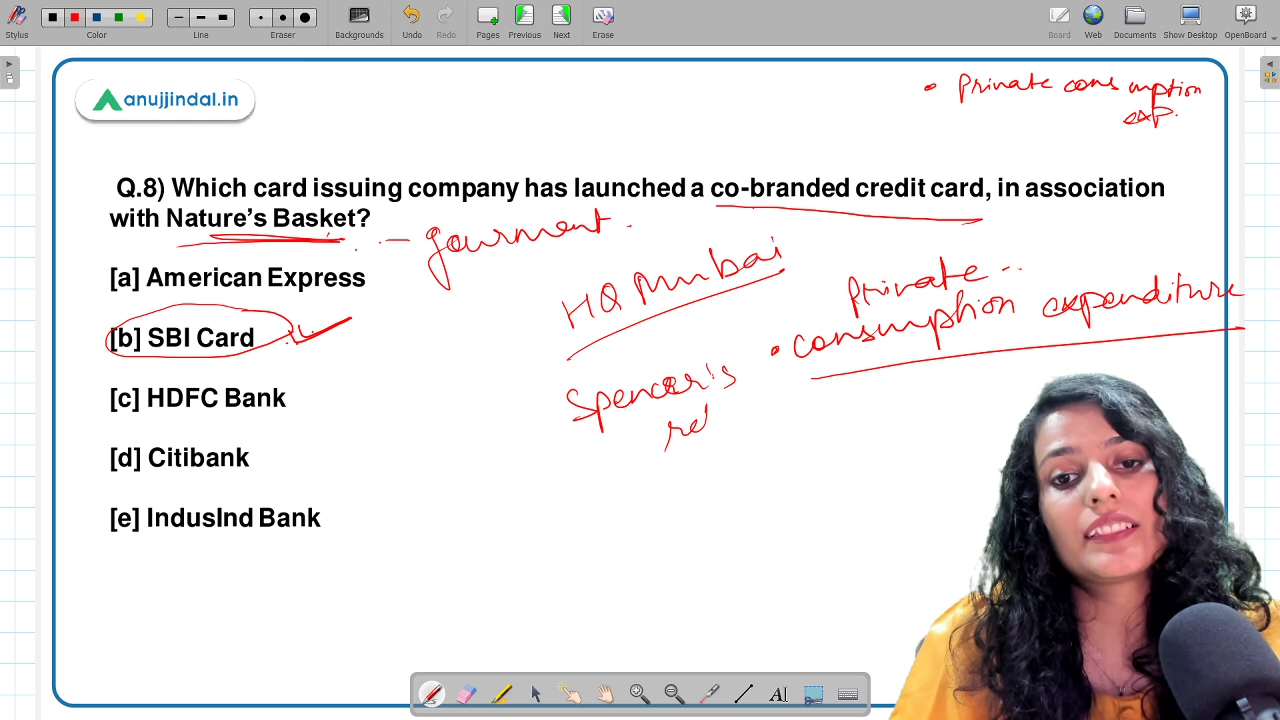 Stylus
Color
Line
Eraser
Backgrounds
Undo
Redo
Pages
Previous
Next
Erase
Board
Web
Documents
Show Desktop
OpenBoard
anujjindal.in
• Private consumption
exp.
Q.8) Which card issuing company has launched a co-branded credit card, in association
with Nature's Basket?
- gourment.
[a] American Express
HQ Mumbai
Private --
• consumption expenditure
[b] SBI Card
Spencer's
re'
[c] HDFC Bank
[d] Citibank
[e] IndusInd Bank
AI